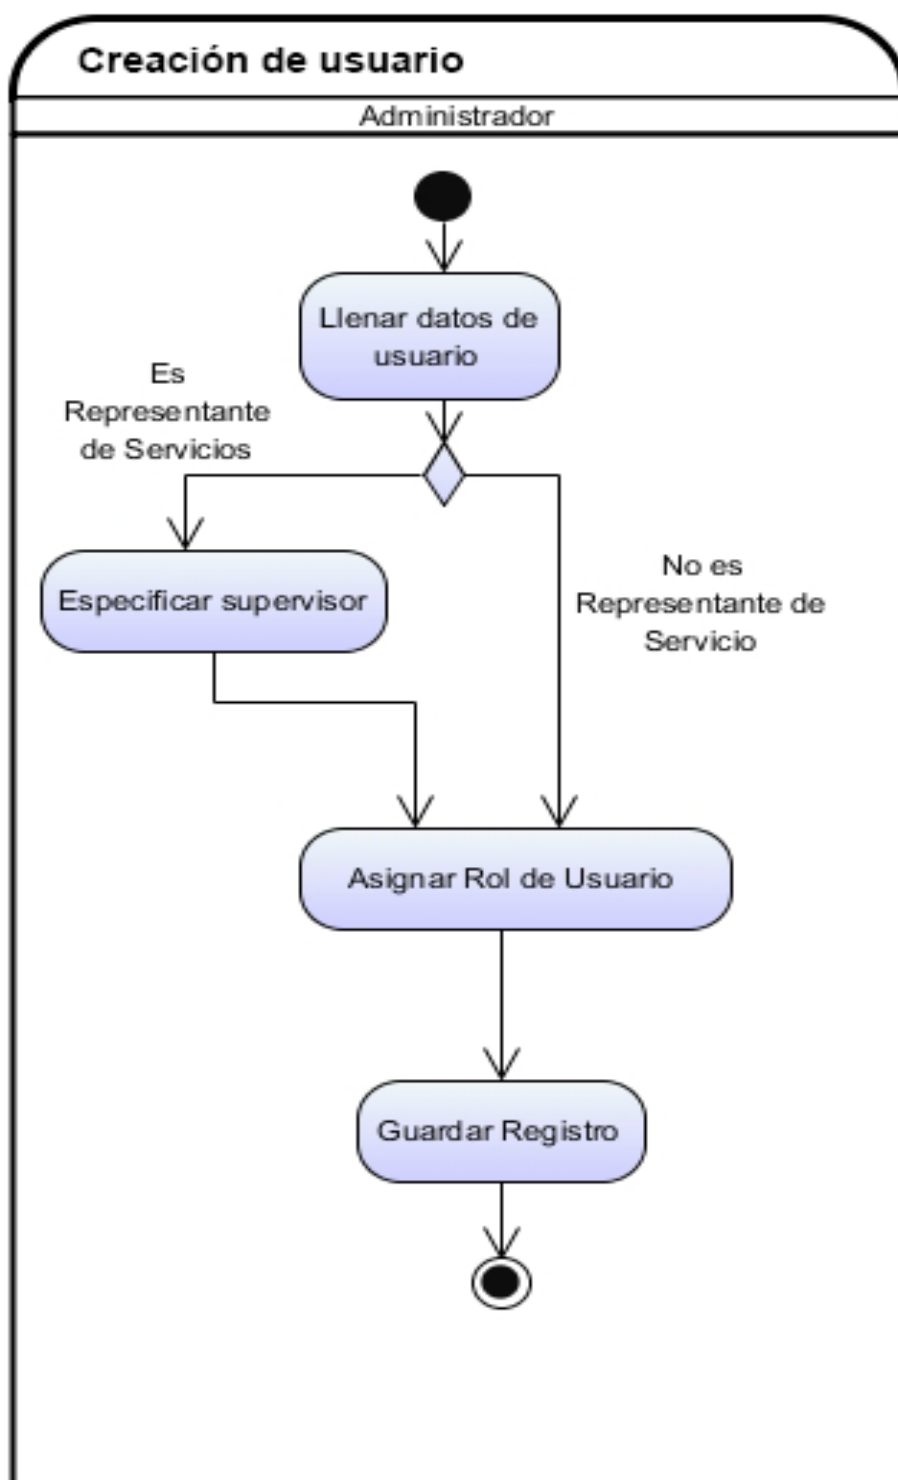 Creación de usuario
Administrador
Llenar datos de
usuario
Es
Representante
de Servicios
Especificar supervisor
No es
Representante de
Servicio
Asignar Rol de Usuario
Guardar Registro